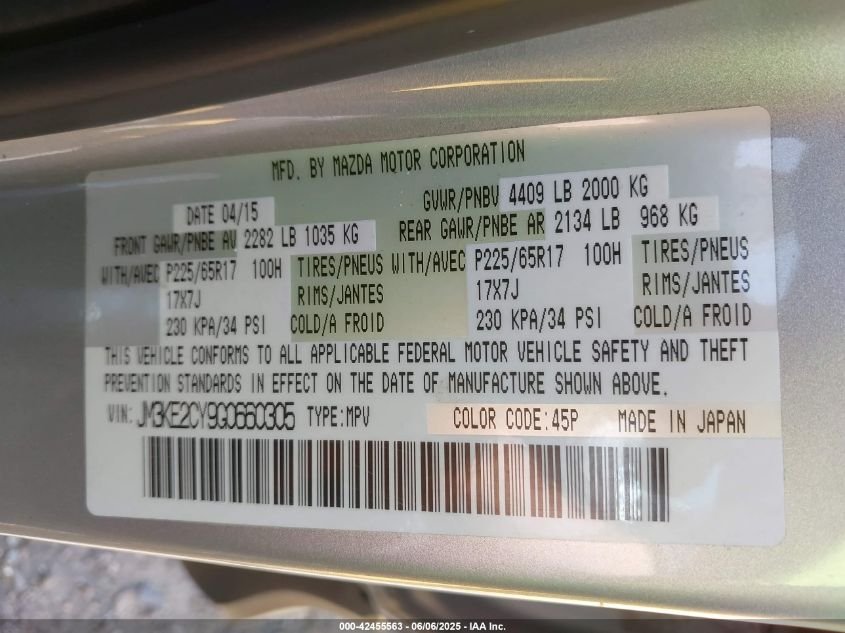 MFD. BY MAZDA MOTOR CORPORATION
DATE 04/15 GVWR/PNBV 4409 LB 2000 KG
FRONT GAWR/PNBE AV 2282 LB 1035 KG REAR GAWR/PNBE AR 2134 LB 968 KG
WITH/AVEC P225/65R17 100H TIRES/PNEUS WITH/AVEC P225/65R17 100H TIRES/PNEUS
17X7J RIMS/JANTES 17X7J RIMS/JANTES
230 KPA/34 PSI COLD/A FROID 230 KPA/34 PSI COLD/A FROID
THIS VEHICLE CONFORMS TO ALL APPLICABLE FEDERAL MOTOR VEHICLE SAFETY AND THEFT
PREVENTION STANDARDS IN EFFECT ON THE DATE OF MANUFACTURE SHOWN ABOVE.
VIN: JM3KE2CY9G0660305 TYPE:MPV COLOR CODE:45P MADE IN JAPAN
000-42455563 - 06/06/2025 - IAA Inc.